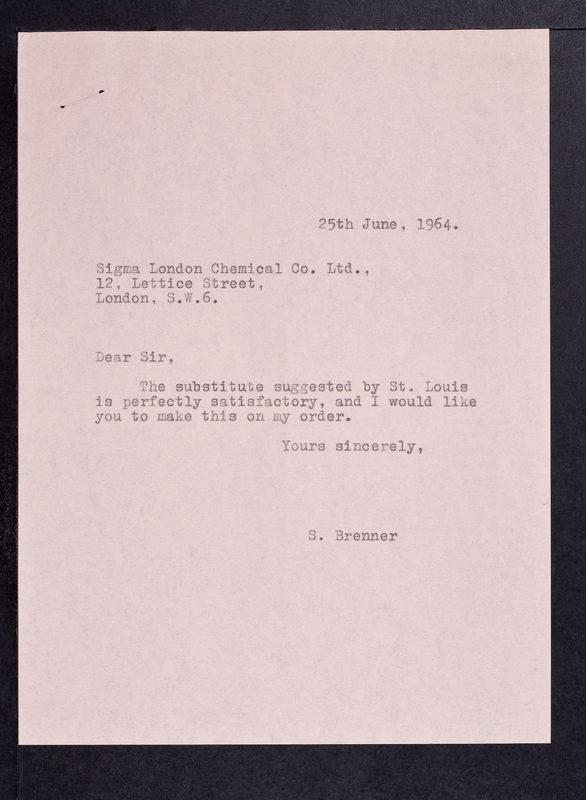 25th June, 1964.
Sigma London Chemical Co. Ltd.,
12, Lettice Street,
London, S.W.6.
Dear Sir,
The substitute suggested by St. Louis
is perfectly satisfactory, and I would like
you to make this on my order.
Yours sincerely,
S. Brenner